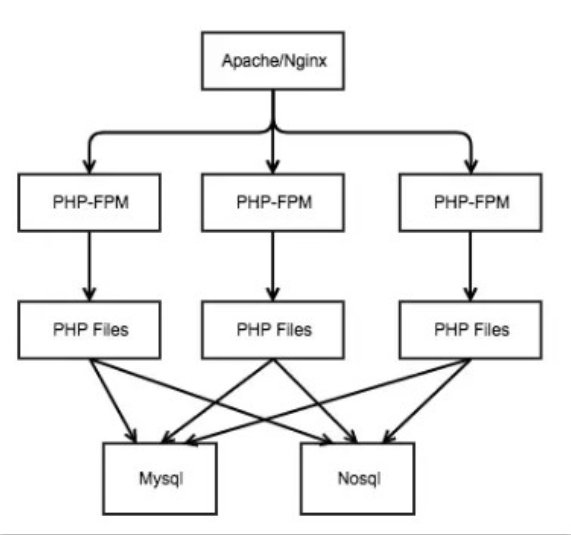 Apache/Nginx
PHP-FPM
PHP-FPM
PHP-FPM
PHP Files
PHP Files
PHP Files
Mysql
Nosql